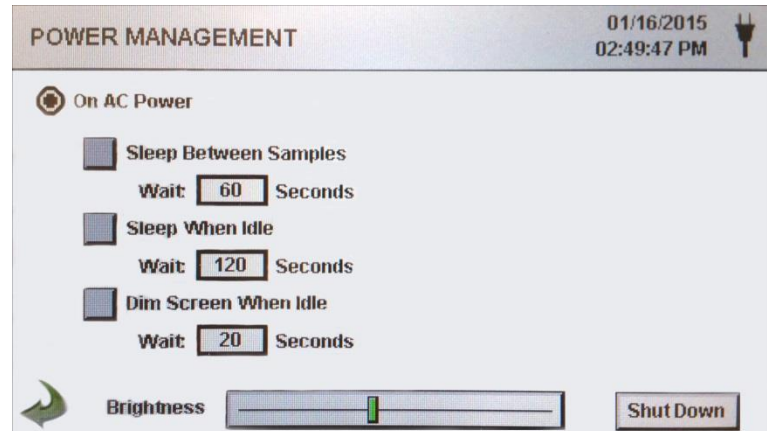 POWER MANAGEMENT
01/16/2015
02:49:47 PM
On AC Power
Sleep Between Samples
Wait: 60 Seconds
Sleep When Idle
Wait: 120 Seconds
Dim Screen When Idle
Wait: 20 Seconds
Brightness
Shut Down